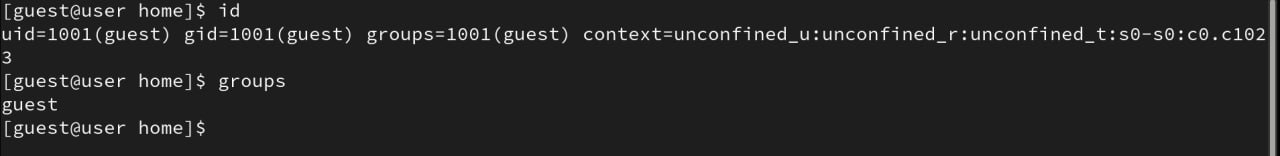 [guest@user home]$ id
uid=1001(guest) gid=1001(guest) groups=1001(guest) context=unconfined_u:unconfined_r:unconfined_t:s0-s0:c0.c102
3
[guest@user home]$ groups
guest
[guest@user home]$